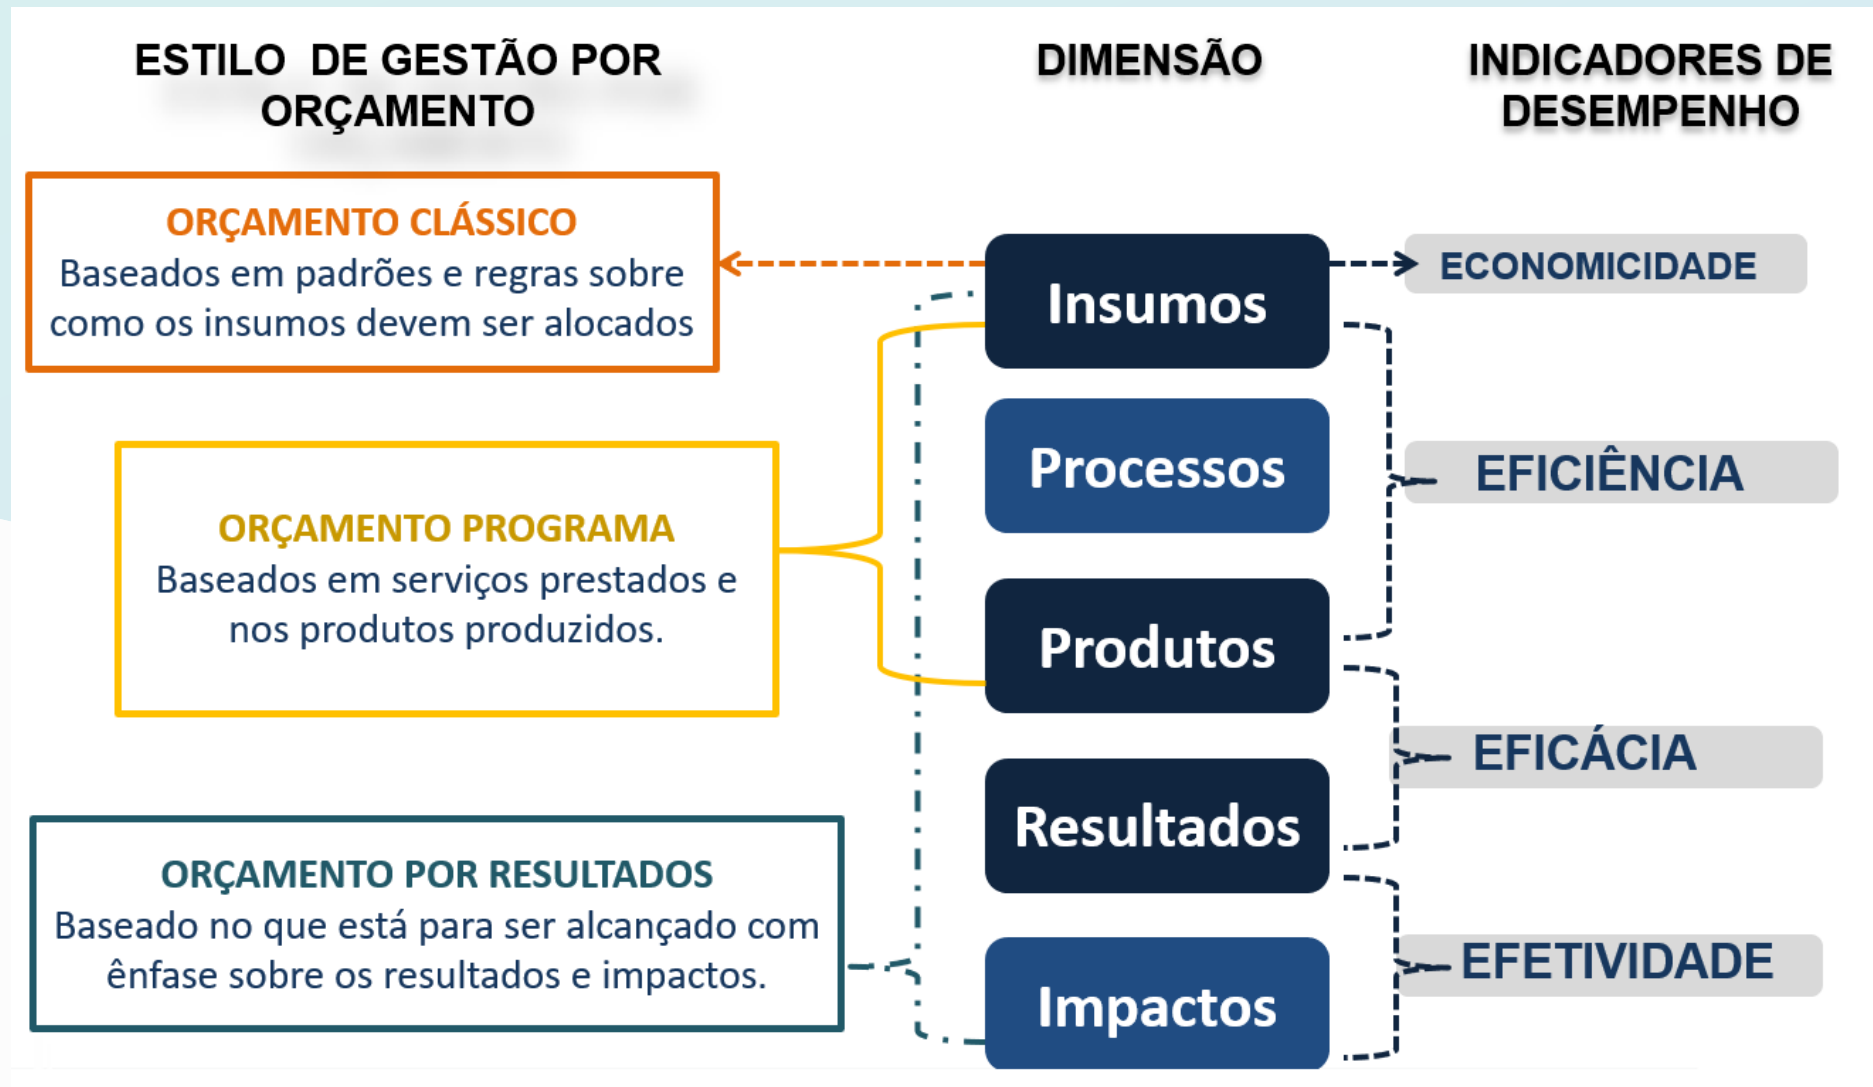 ESTILO DE GESTÃO POR
ORÇAMENTO
DIMENSÃO
INDICADORES DE
DESEMPENHO
ORÇAMENTO CLÁSSICO
Baseados em padrões e regras sobre
como os insumos devem ser alocados
ORÇAMENTO PROGRAMA
Baseados em serviços prestados e
nos produtos produzidos.
ORÇAMENTO POR RESULTADOS
Baseado no que está para ser alcançado com
ênfase sobre os resultados e impactos.
Insumos
Processos
Produtos
Resultados
Impactos
ECONOMICIDADE
EFICIÊNCIA
EFICÁCIA
EFETIVIDADE